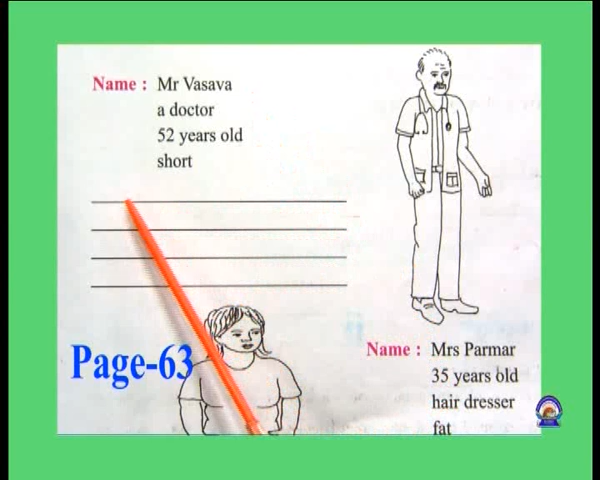 Name : Mr Vasava
a doctor
52 years old
short
Page-63
Name : Mrs Parmar
35 years old
hair dresser
fat